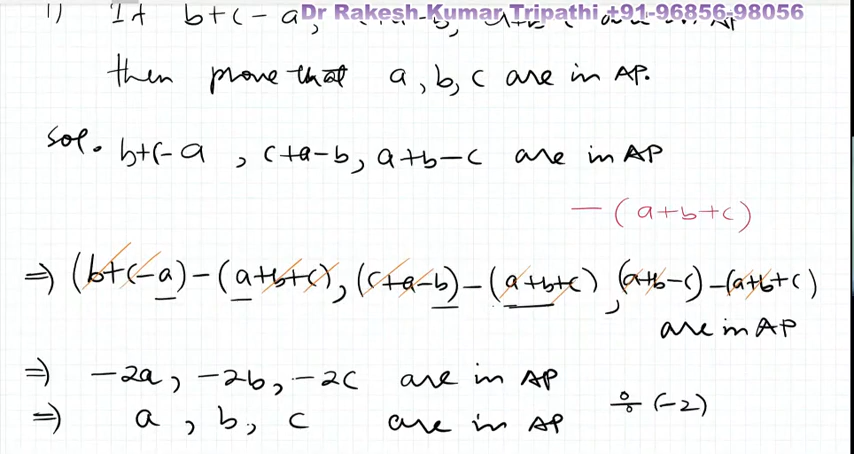 1) If b+c-a, Dr Rakesh Kumar Tripathi +91-96856-98056
then prove that a, b, c are in AP.
Sol. b+c-a, c+a-b, a+b-c are in AP
-(a+b+c)
⇒ (b+c-a)-(a+b+c), (c+a-b)-(a+b+c), (a+b-c)-(a+b+c)
are in AP
⇒ -2a, -2b, -2c are in AP
÷(-2)
⇒ a, b, c are in AP